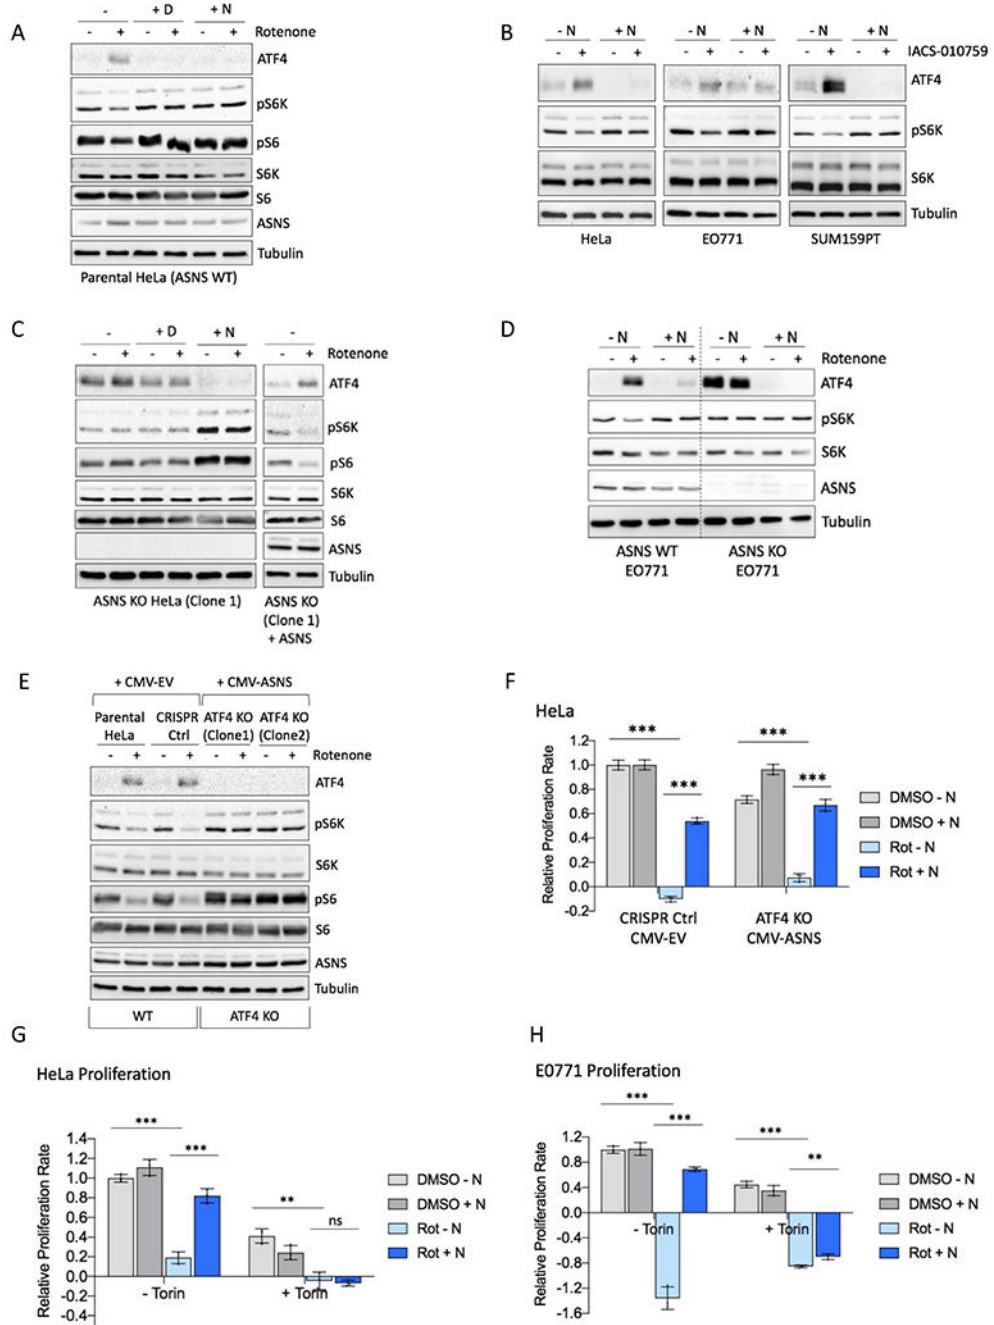 A
- + D + N
- + - + - + Rotenone
ATF4
pS6K
pS6
S6K
S6
ASNS
Tubulin
Parental HeLa (ASNS WT)
B
- N + N - N + N - N + N
- + - + - + - + - + - + IACS-010759
ATF4
pS6K
S6K
Tubulin
HeLa EO771 SUM159PT
C
- + D + N -
- + - + - + - +
Rotenone
ATF4
pS6K
pS6
S6K
S6
ASNS
Tubulin
ASNS KO HeLa (Clone 1)
ASNS KO
(Clone 1)
+ ASNS
D
- N + N - N + N
- + - + - + - + Rotenone
ATF4
pS6K
S6K
ASNS
Tubulin
ASNS WT
EO771
ASNS KO
EO771
E
+ CMV-EV + CMV-ASNS
Parental
HeLa
CRISPR
Ctrl
ATF4 KO
(Clone1)
ATF4 KO
(Clone2)
- + - + - + - + Rotenone
ATF4
pS6K
S6K
pS6
S6
ASNS
Tubulin
WT ATF4 KO
F
HeLa
Relative Proliferation Rate
1.2
1.0
0.8
0.6
0.4
0.2
0.0
-0.2
*** ***
*** ***
CRISPR Ctrl
CMV-EV
ATF4 KO
CMV-ASNS
DMSO - N
DMSO + N
Rot - N
Rot + N
G
HeLa Proliferation
Relative Proliferation Rate
1.4
1.2
1.0
0.8
0.6
0.4
0.2
0.0
-0.2
-0.4
***
***
**
ns
- Torin + Torin
DMSO - N
DMSO + N
Rot - N
Rot + N
H
E0771 Proliferation
Relative Proliferation Rate
1.2
0.8
0.4
0.0
-0.4
-0.8
-1.2
-1.6
***
***
***
**
- Torin + Torin
DMSO - N
DMSO + N
Rot - N
Rot + N